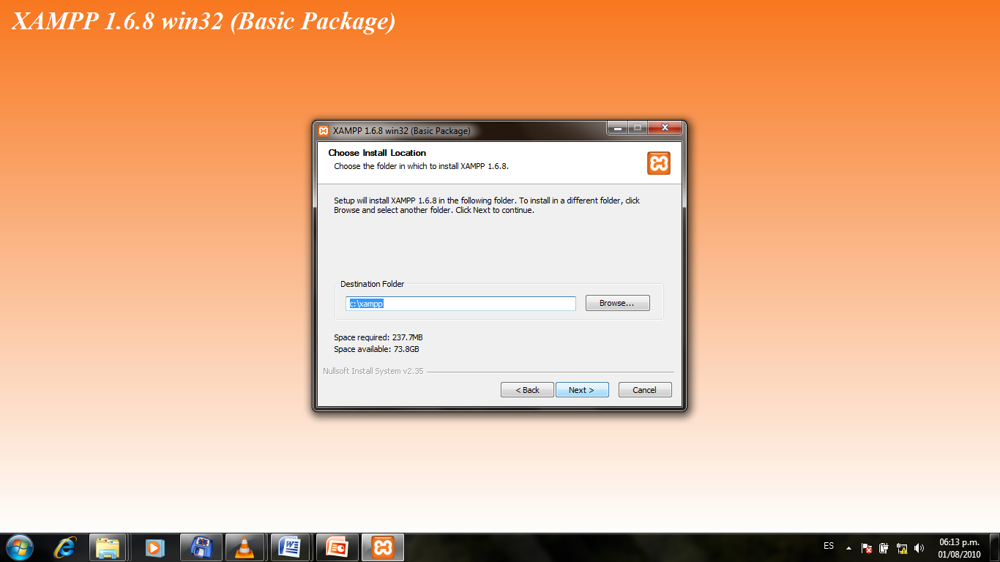 XAMPP 1.6.8 win32 (Basic Package)
XAMPP 1.6.8 win32 (Basic Package)
Choose Install Location
Choose the folder in which to install XAMPP 1.6.8.
Setup will install XAMPP 1.6.8 in the following folder. To install in a different folder, click
Browse and select another folder. Click Next to continue.
Destination Folder
c:\xampp
Browse...
Space required: 237.7MB
Space available: 73.8GB
Nullsoft Install System v2.35
< Back
Next >
Cancel
ES
06:13 p.m.
01/08/2010